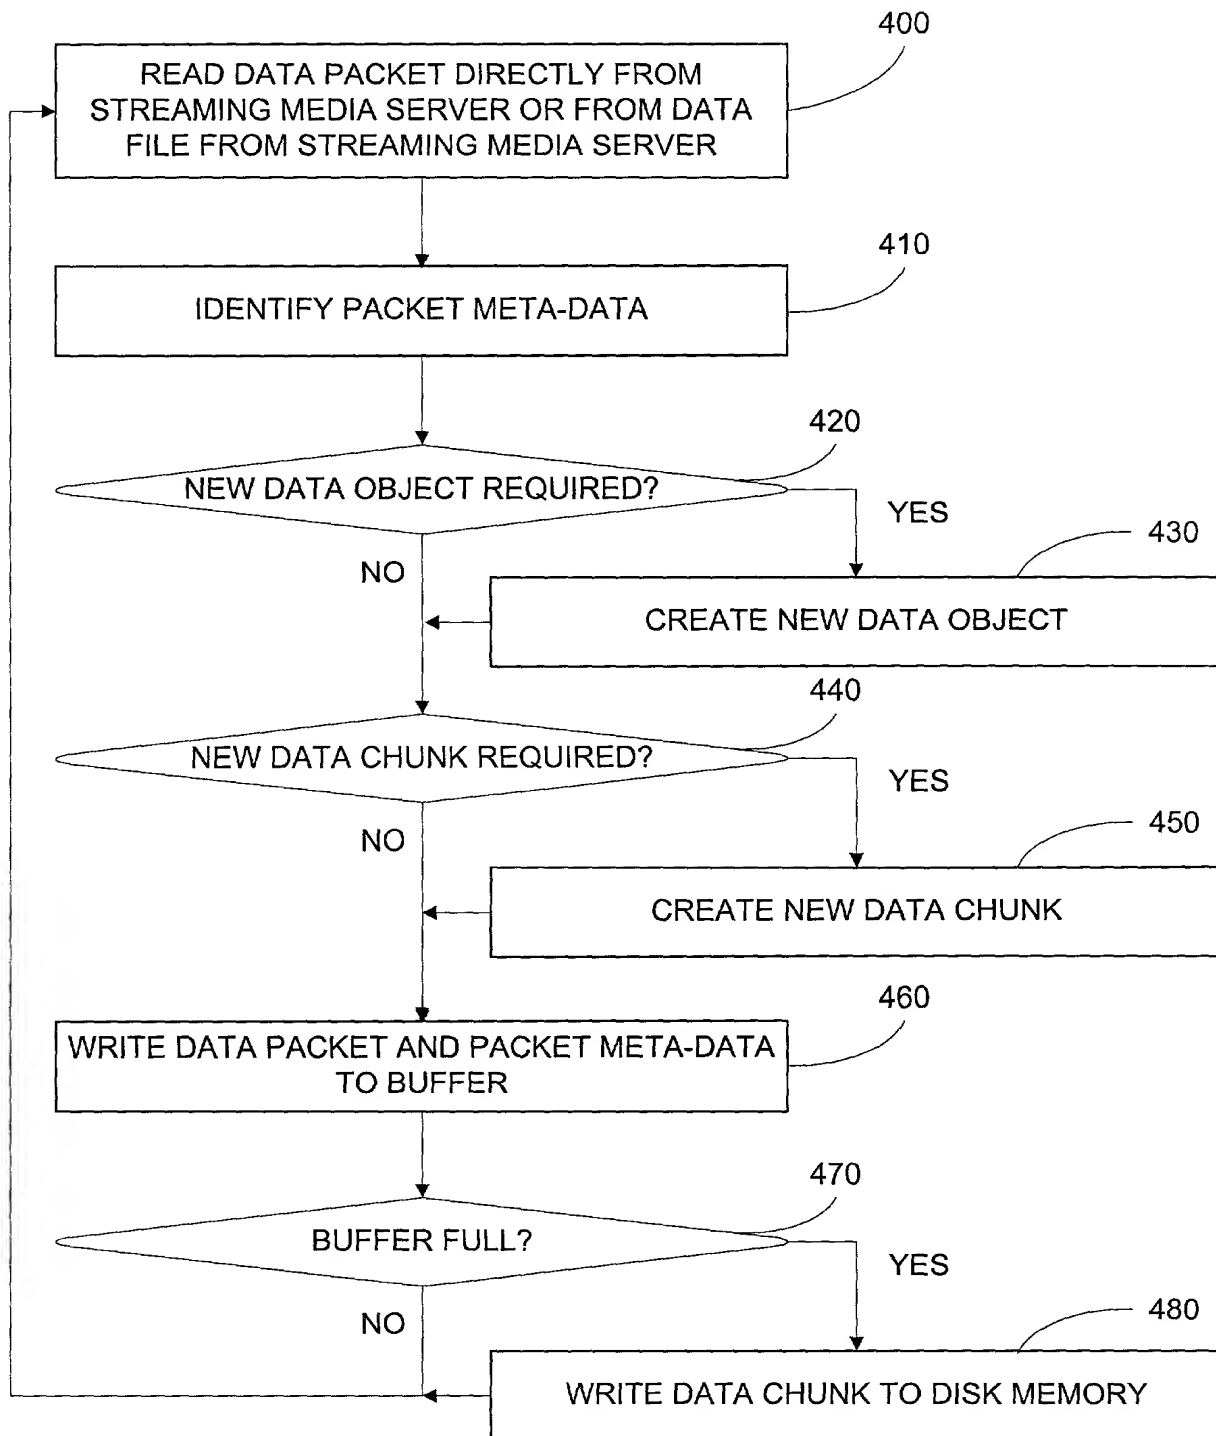 400
READ DATA PACKET DIRECTLY FROM
STREAMING MEDIA SERVER OR FROM DATA
FILE FROM STREAMING MEDIA SERVER
410
IDENTIFY PACKET META-DATA
420
NEW DATA OBJECT REQUIRED?
YES
430
NO
CREATE NEW DATA OBJECT
440
NEW DATA CHUNK REQUIRED?
YES
450
NO
CREATE NEW DATA CHUNK
460
WRITE DATA PACKET AND PACKET META-DATA
TO BUFFER
470
BUFFER FULL?
YES
480
NO
WRITE DATA CHUNK TO DISK MEMORY